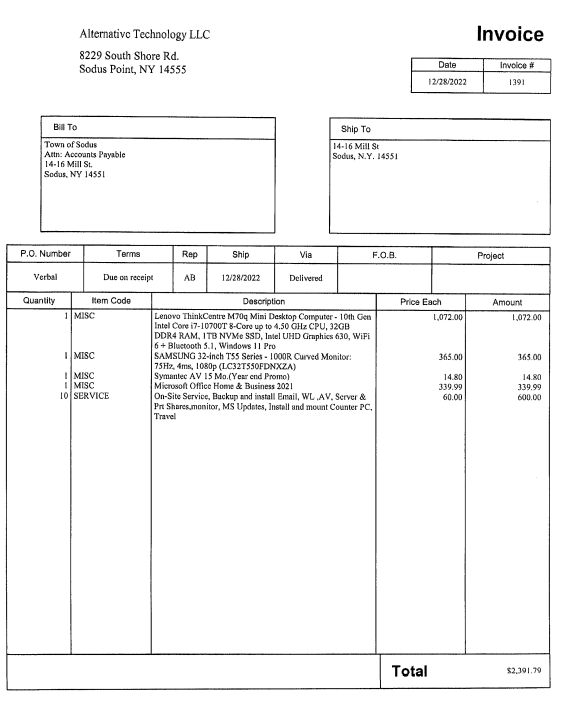 Alternative Technology LLC
Invoice
8229 South Shore Rd.
Sodus Point, NY 14555
Date Invoice #
12/28/2022 1391
Bill To
Town of Sodus
Attn: Accounts Payable
14-16 Mill St.
Sodus, NY 14551
Ship To
14-16 Mill St
Sodus, N.Y. 14551
P.O. Number Terms Rep Ship Via F.O.B. Project
Verbal Due on receipt AB 12/28/2022 Delivered
Quantity Item Code Description Price Each Amount
1 MISC Lenovo ThinkCentre M70q Mini Desktop Computer - 10th Gen 1,072.00 1,072.00
Intel Core i7-10700T 8-Core up to 4.50 GHz CPU, 32GB
DDR4 RAM, 1TB NVMe SSD, Intel UHD Graphics 630, WiFi
6 + Bluetooth 5.1, Windows 11 Pro
1 MISC SAMSUNG 32-inch T55 Series - 1000R Curved Monitor: 365.00 365.00
75Hz, 4ms, 1080p (LC32T550FDNXZA)
1 MISC Symantec AV 15 Mo.(Year end Promo) 14.80 14.80
1 MISC Microsoft Office Home & Business 2021 339.99 339.99
10 SERVICE On-Site Service, Backup and install Email, WL ,AV, Server & 60.00 600.00
Prt Shares,monitor, MS Updates, Install and mount Counter PC,
Travel
Total $2,391.79